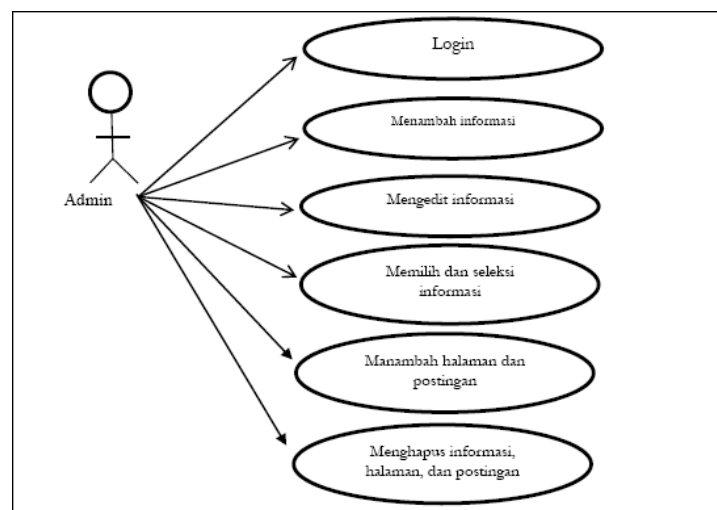 Login
Menambah informasi
Admin
Mengedit informasi
Memilih dan seleksi
informasi
Manambah halaman dan
postingan
Menghapus informasi,
halaman, dan postingan